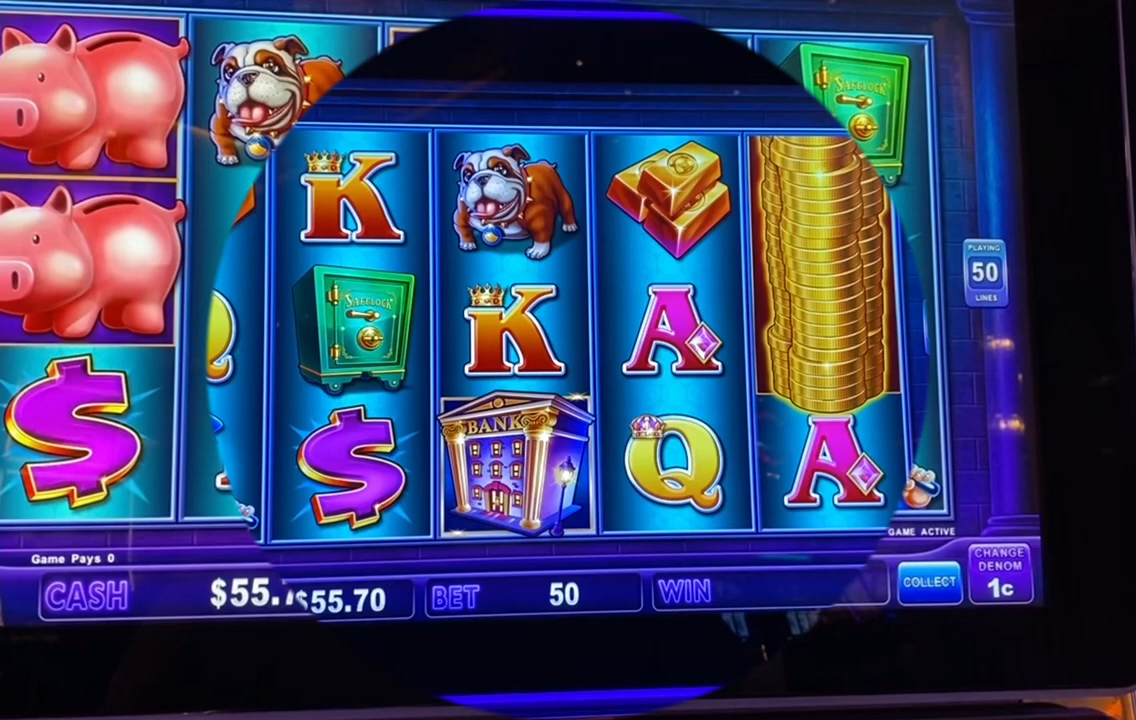 SAFELOCK
K
SAFELOCK
K
A
PLAYING
50
LINES
$
$
BANK
Q
A
GAME ACTIVE
Game Pays 0
CASH
$55.
$55.70
BET
50
WIN
COLLECT
CHANGE
DENOM
1c